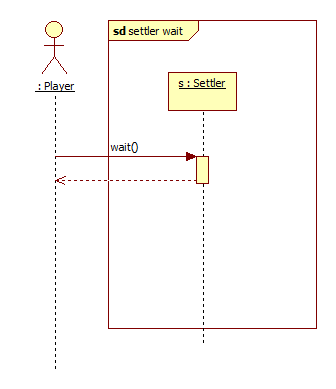 sd settler wait
: Player
s : Settler
wait()